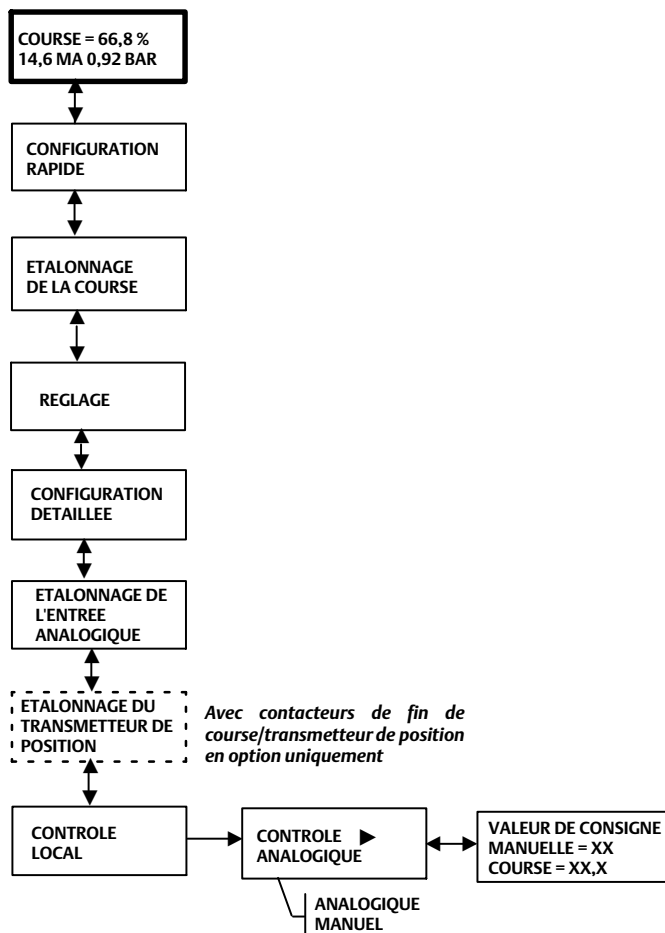 COURSE = 66,8 %
14,6 MA 0,92 BAR
CONFIGURATION
RAPIDE
ETALONNAGE
DE LA COURSE
REGLAGE
CONFIGURATION
DETAILLEE
ETALONNAGE DE
L'ENTREE
ANALOGIQUE
ETALONNAGE DU
TRANSMETTEUR DE
POSITION
Avec contacteurs de fin de
course/transmetteur de position
en option uniquement
CONTROLE
LOCAL
CONTROLE ►
ANALOGIQUE
VALEUR DE CONSIGNE
MANUELLE = XX
COURSE = XX,X
ANALOGIQUE
MANUEL